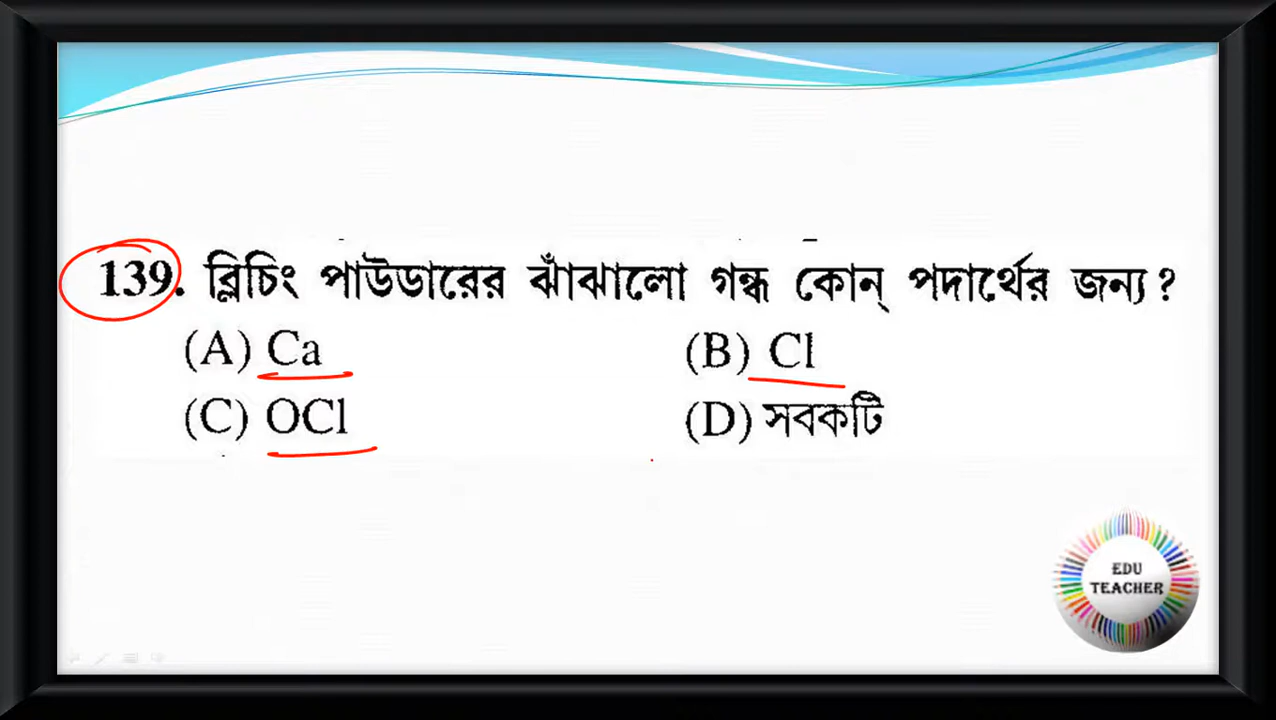 139. ব্লিচিং পাউডারের ঝাঁঝালো গন্ধ কোন্ পদার্থের জন্য ?
(A) Ca (B) Cl
(C) OCl (D) সবকটি
EDU
TEACHER